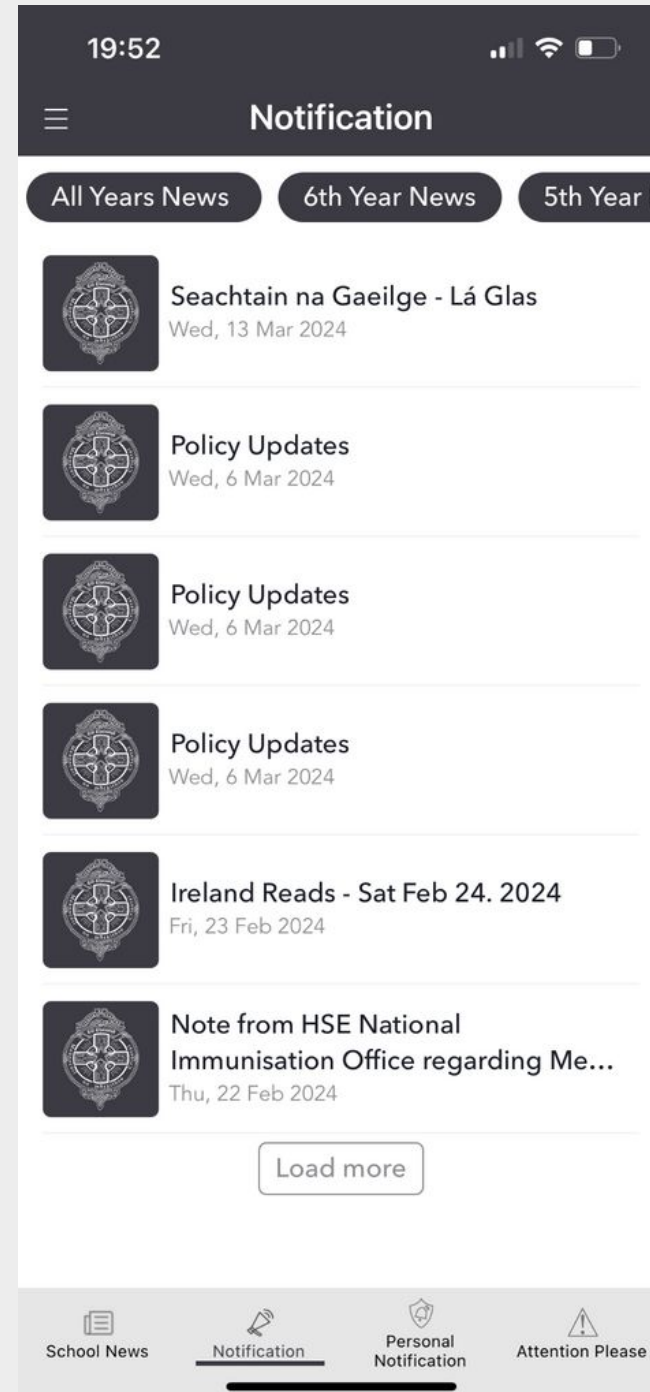 19:52
Notification
All Years News
6th Year News
5th Year
Seachtain na Gaeilge - Lá Glas
Wed, 13 Mar 2024
Policy Updates
Wed, 6 Mar 2024
Policy Updates
Wed, 6 Mar 2024
Policy Updates
Wed, 6 Mar 2024
Ireland Reads - Sat Feb 24. 2024
Fri, 23 Feb 2024
Note from HSE National
Immunisation Office regarding Me...
Thu, 22 Feb 2024
Load more
School News
Notification
Personal
Notification
Attention Please